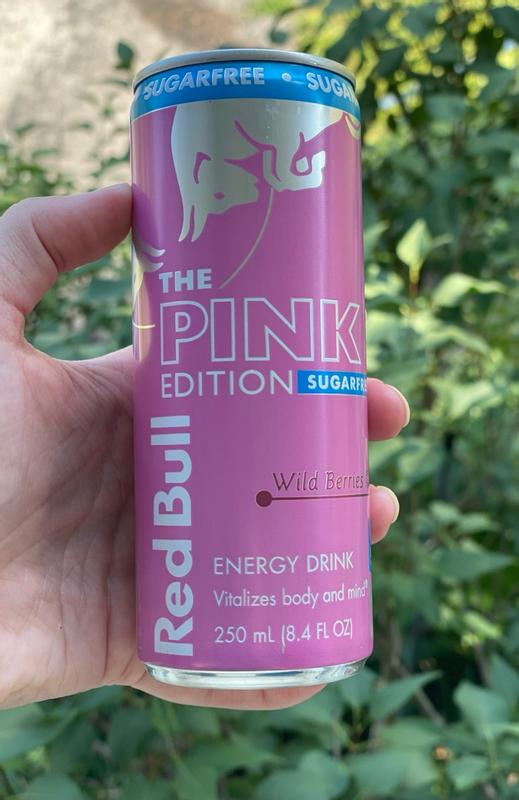 SUGARFREE • SUGA
THE
PINK
EDITION SUGARFRE
Red Bull
Wild Berries
ENERGY DRINK
Vitalizes body and mind®
250 mL (8.4 FL OZ)